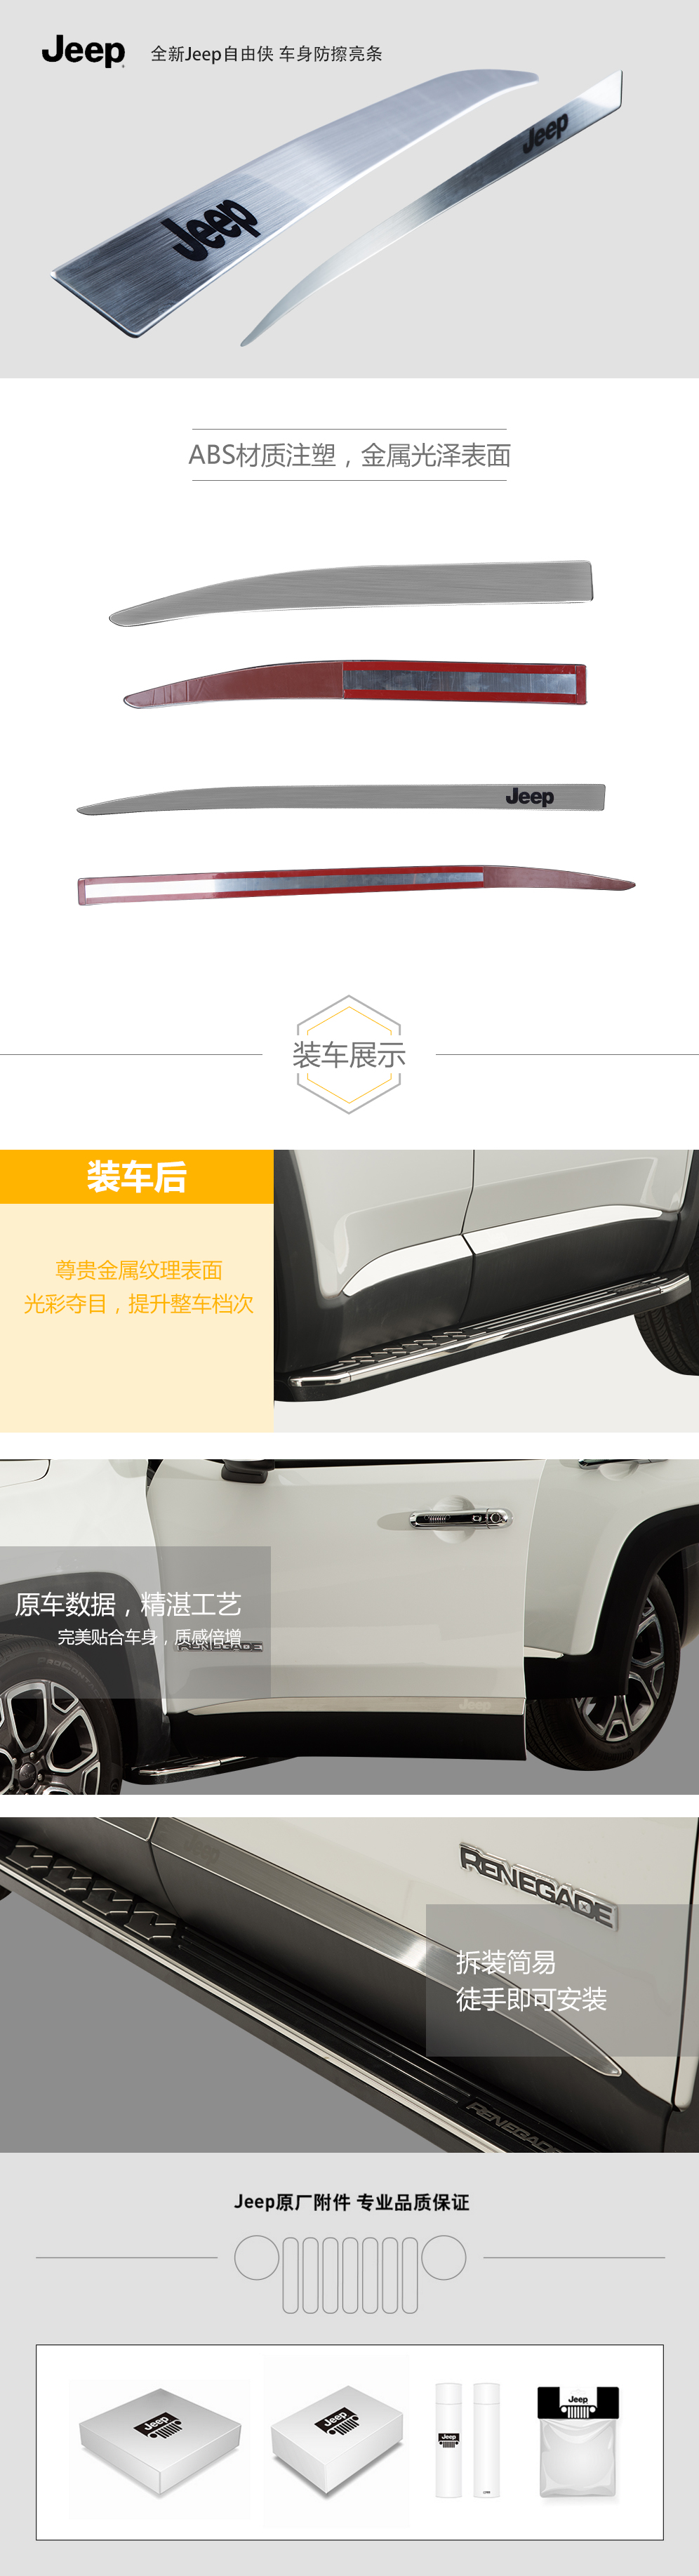 Jeep
全新Jeep自由侠 车身防擦亮条
Jeep
Jeep
ABS材质注塑，金属光泽表面
Jeep
装车展示
装车后
尊贵金属纹理表面
光彩夺目，提升整车档次
原车数据，精湛工艺
完美贴合车身，质感倍增
RENEGADE
Jeep
RENEGADE
拆装简易
徒手即可安装
RENEGADE
Jeep原厂附件 专业品质保证
Jeep
Jeep
Jeep
Jeep